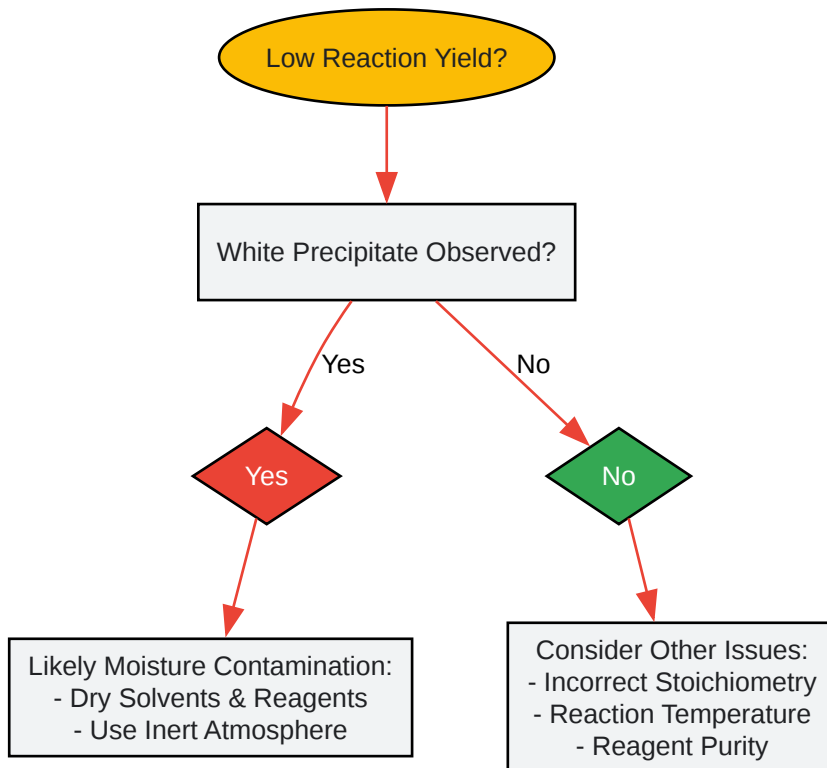 Low Reaction Yield?
White Precipitate Observed?
Yes
No
Yes
No
Likely Moisture Contamination:
- Dry Solvents & Reagents
- Use Inert Atmosphere
Consider Other Issues:
- Incorrect Stoichiometry
- Reaction Temperature
- Reagent Purity